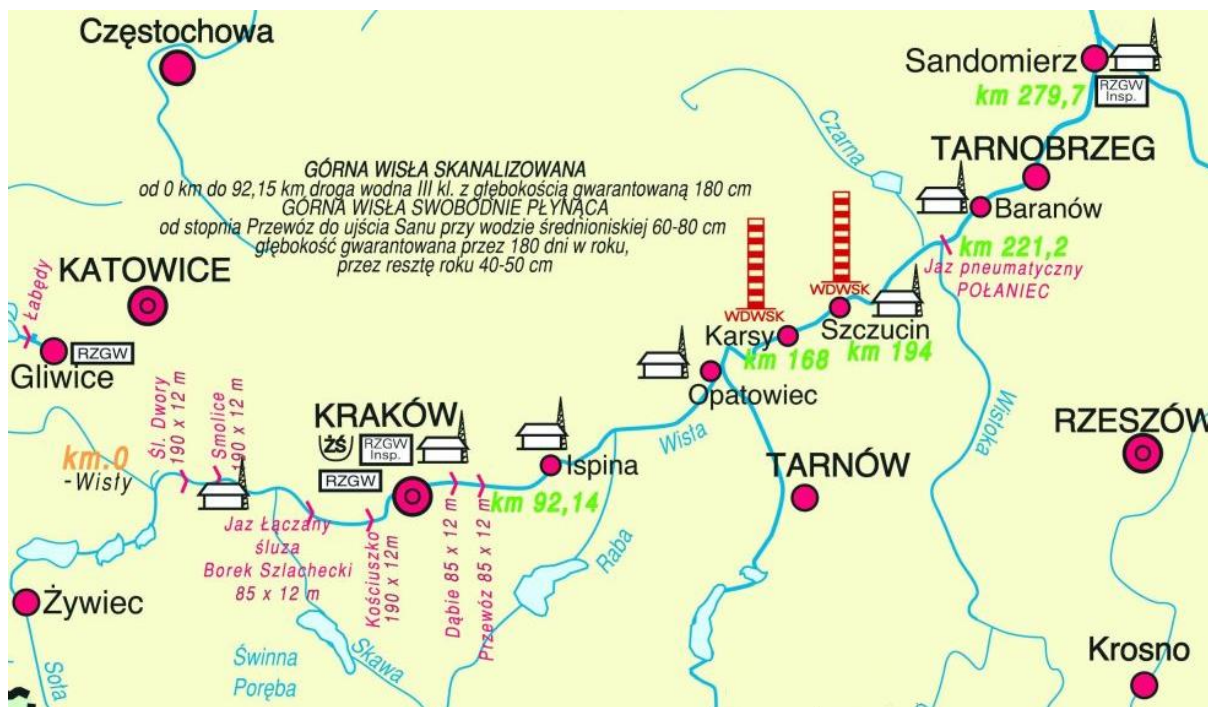 Częstochowa
Sandomierz
km 279,7
RZGW
Insp.
Czarna
TARNOBRZEG
GÓRNA WISŁA SKANALIZOWANA
od 0 km do 92,15 km droga wodna III kl. z głębokością gwarantowaną 180 cm
GÓRNA WISŁA SWOBODNIE PŁYNĄCA
od stopnia Przewóz do ujścia Sanu przy wodzie średnioniskiej 60-80 cm
głębokość gwarantowana przez 180 dni w roku,
przez resztę roku 40-50 cm
Baranów
km 221,2
Jaz pneumatyczny
POŁANIEC
KATOWICE
Łabędy
WDWSK
WDWSK
Gliwice
RZGW
Karsy
km 168
Szczucin
km 194
Opatowiec
Śl. Dwory
190 x 12 m
Smolice
190 x 12 m
KRAKÓW
ŻŚ
RZGW
Insp.
RZGW
Wisła
Wisłoka
RZESZÓW
km.0
-Wisły
Ispina
km 92,14
TARNÓW
Jaz Łączany
śluza
Borek Szlachecki
85 x 12 m
Kościuszko
190 x 12m
Dąbie 85 x 12 m
Przewóz 85 x 12 m
Raba
Żywiec
Soła
Świnna
Poręba
Skawa
Krosno